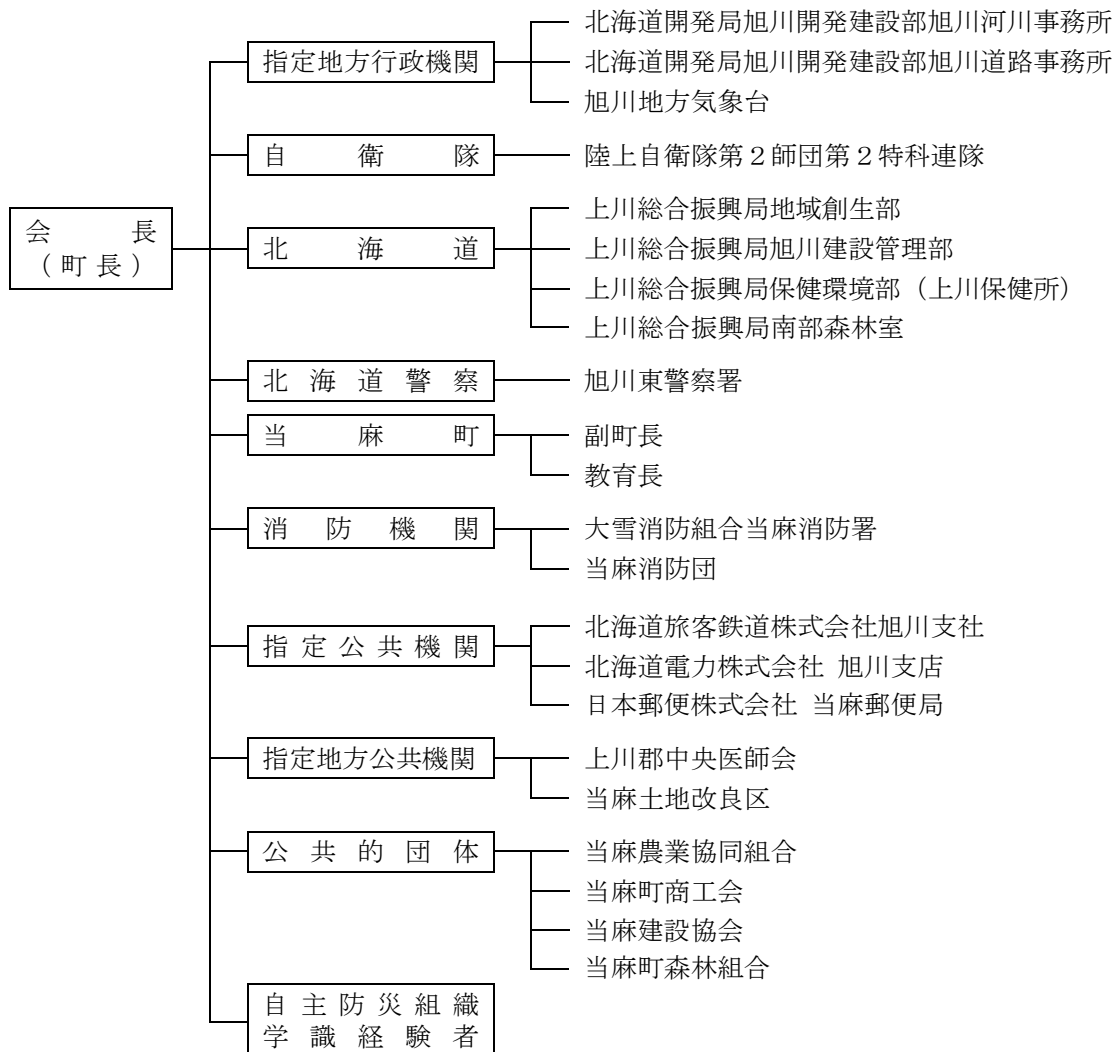 会長
（町長）
指定地方行政機関
北海道開発局旭川開発建設部旭川河川事務所
北海道開発局旭川開発建設部旭川道路事務所
旭川地方気象台
自衛隊
陸上自衛隊第２師団第２特科連隊
北海道
上川総合振興局地域創生部
上川総合振興局旭川建設管理部
上川総合振興局保健環境部（上川保健所）
上川総合振興局南部森林室
北海道警察
旭川東警察署
当麻町
副町長
教育長
消防機関
大雪消防組合当麻消防署
当麻消防団
指定公共機関
北海道旅客鉄道株式会社旭川支社
北海道電力株式会社 旭川支店
日本郵便株式会社 当麻郵便局
指定地方公共機関
上川郡中央医師会
当麻土地改良区
公共的団体
当麻農業協同組合
当麻町商工会
当麻建設協会
当麻町森林組合
自主防災組織
学識経験者